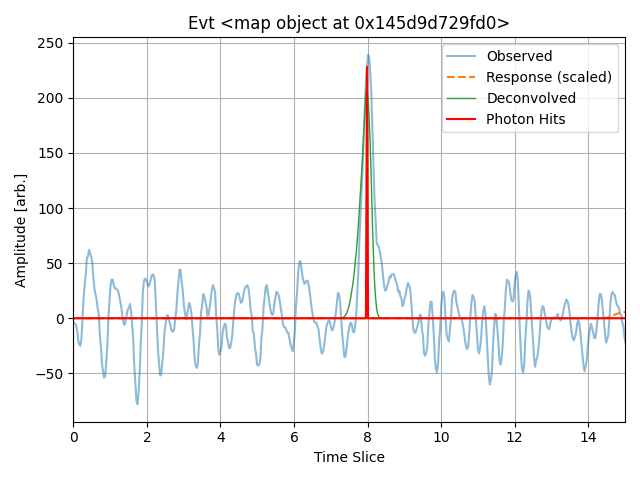 Evt <map object at 0x145d9d729fd0>
Observed
Response (scaled)
Deconvolved
Photon Hits
Amplitude [arb.]
250
200
150
100
50
0
−50
0 2 4 6 8 10 12 14
Time Slice